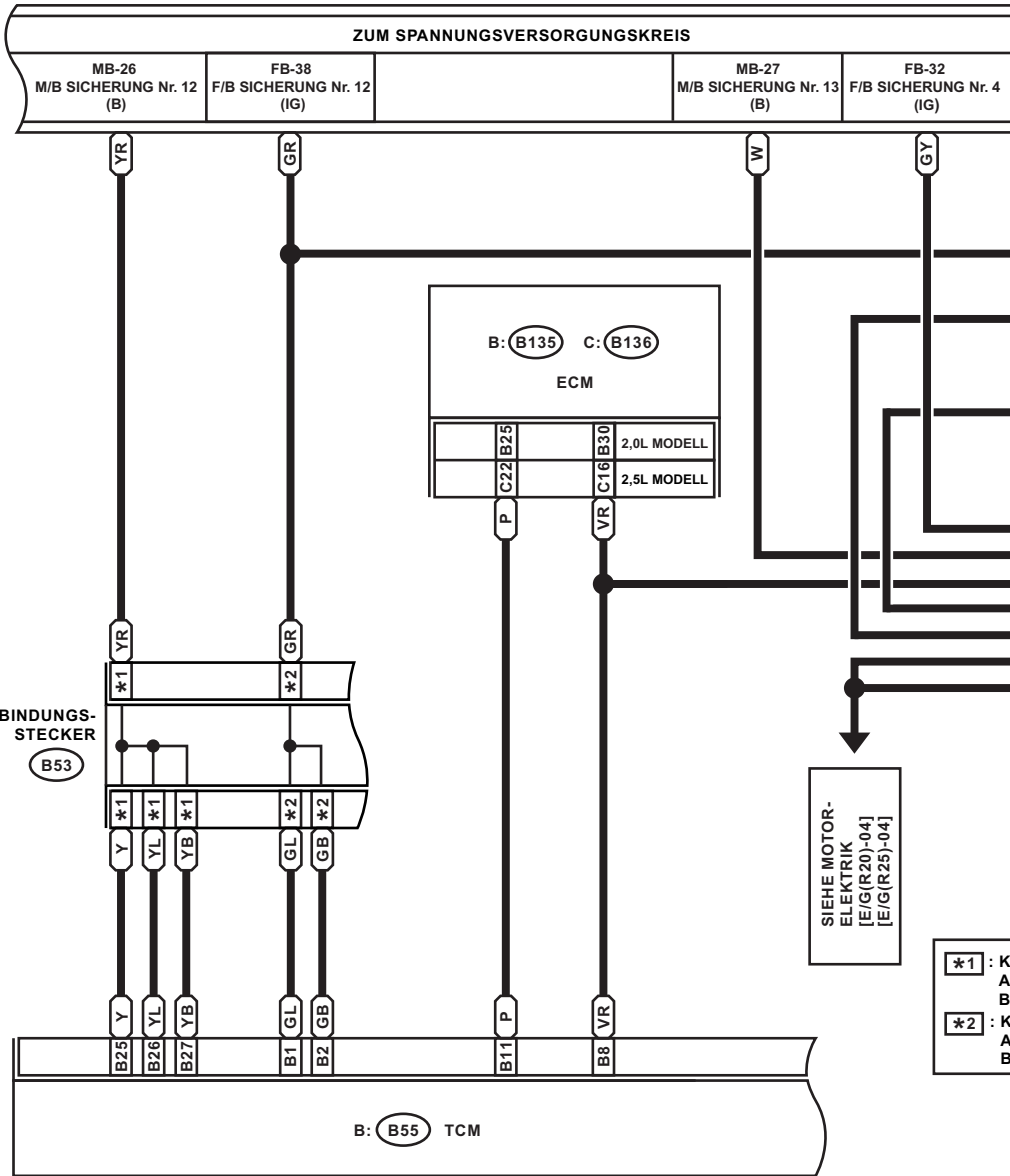 ZUM SPANNUNGSVERSORGUNGSKREIS
MB-26
M/B SICHERUNG Nr. 12
(B)
FB-38
F/B SICHERUNG Nr. 12
(IG)
MB-27
M/B SICHERUNG Nr. 13
(B)
FB-32
F/B SICHERUNG Nr. 4
(IG)
YR
GR
W
GY
B: B135 C: B136
ECM
B25
B30
2,0L MODELL
C22
C16
2,5L MODELL
P
VR
YR
GR
*1
*2
BINDUNGS-
STECKER
B53
*1
*1
*1
*2
*2
Y
YL
YB
GL
GB
SIEHE MOTOR-
ELEKTRIK
[E/G(R20)-04]
[E/G(R25)-04]
*1 : K
A
B
*2 : K
A
B
Y
YL
YB
GL
GB
P
VR
B25
B26
B27
B1
B2
B11
B8
B: B55 TCM